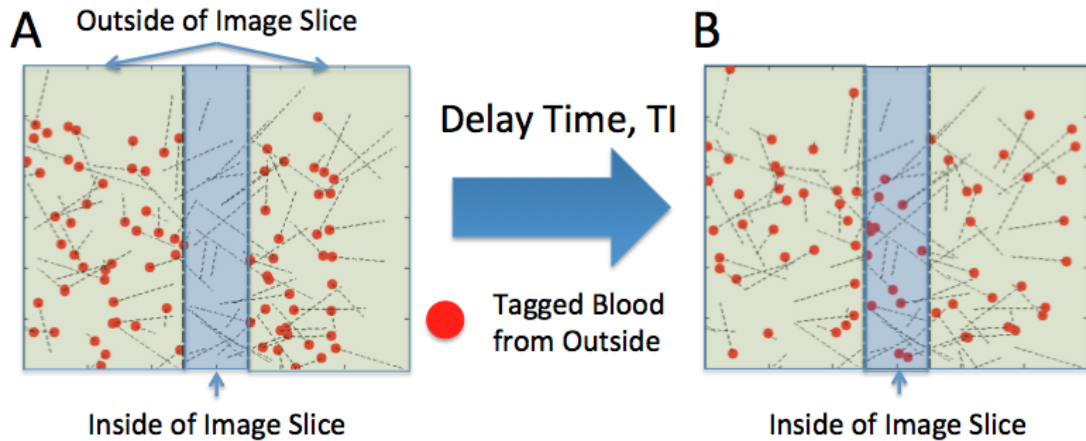 A
Outside of Image Slice
B
Delay Time, TI
Tagged Blood
from Outside
Inside of Image Slice
Inside of Image Slice